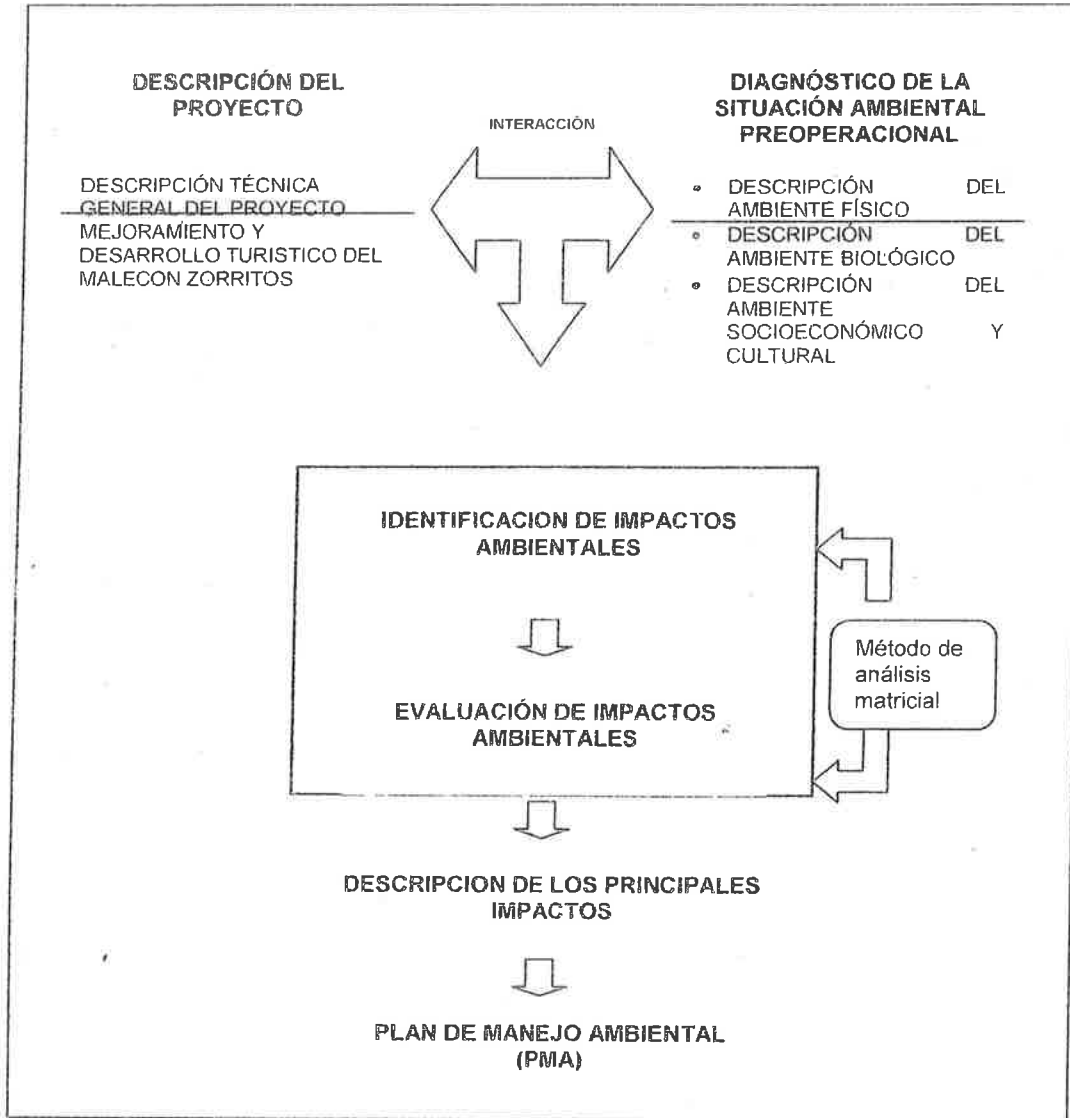 DESCRIPCIÓN DEL
PROYECTO
DESCRIPCIÓN TÉCNICA
GENERAL DEL PROYECTO
MEJORAMIENTO Y
DESARROLLO TURISTICO DEL
MALECON ZORRITOS
INTERACCIÓN
DIAGNÓSTICO DE LA
SITUACIÓN AMBIENTAL
PREOPERACIONAL
• DESCRIPCIÓN DEL
AMBIENTE FÍSICO
• DESCRIPCIÓN DEL
AMBIENTE BIOLÓGICO
• DESCRIPCIÓN DEL
AMBIENTE
SOCIOECONÓMICO Y
CULTURAL
IDENTIFICACION DE IMPACTOS
AMBIENTALES
EVALUACIÓN DE IMPACTOS
AMBIENTALES
Método de
análisis
matricial
DESCRIPCION DE LOS PRINCIPALES
IMPACTOS
PLAN DE MANEJO AMBIENTAL
(PMA)